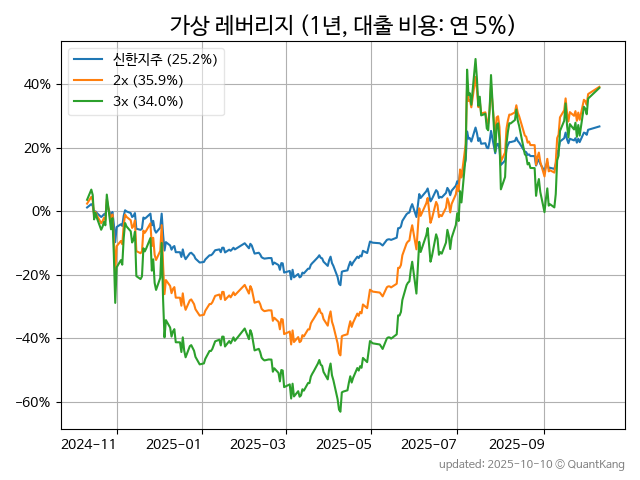 가상 레버리지 (1년, 대출 비용: 연 5%)
신한지주 (25.2%)
2x (35.9%)
3x (34.0%)
40%
20%
0%
−20%
−40%
−60%
2024−11 2025−01 2025−03 2025−05 2025−07 2025−09
updated: 2025-10-10 © QuantKang